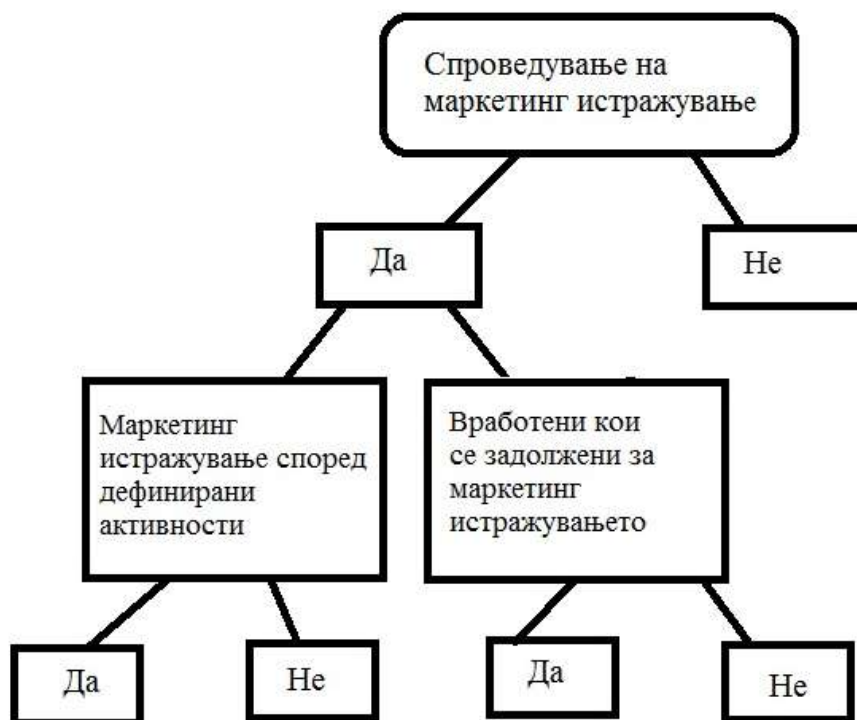 Спроведување на
маркетинг истражување
Да
Не
Маркетинг
истражување според
дефинирани
активности
Вработени кои
се задолжени за
маркетинг
истражувањето
Да
Не
Да
Не